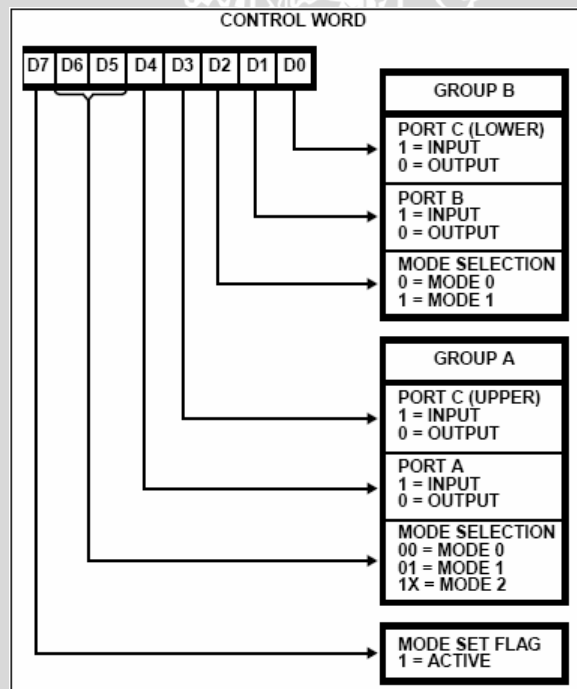 CONTROL WORD
D7 D6 D5 D4 D3 D2 D1 D0
GROUP B
PORT C (LOWER)
1 = INPUT
0 = OUTPUT
PORT B
1 = INPUT
0 = OUTPUT
MODE SELECTION
0 = MODE 0
1 = MODE 1
GROUP A
PORT C (UPPER)
1 = INPUT
0 = OUTPUT
PORT A
1 = INPUT
0 = OUTPUT
MODE SELECTION
00 = MODE 0
01 = MODE 1
1X = MODE 2
MODE SET FLAG
1 = ACTIVE